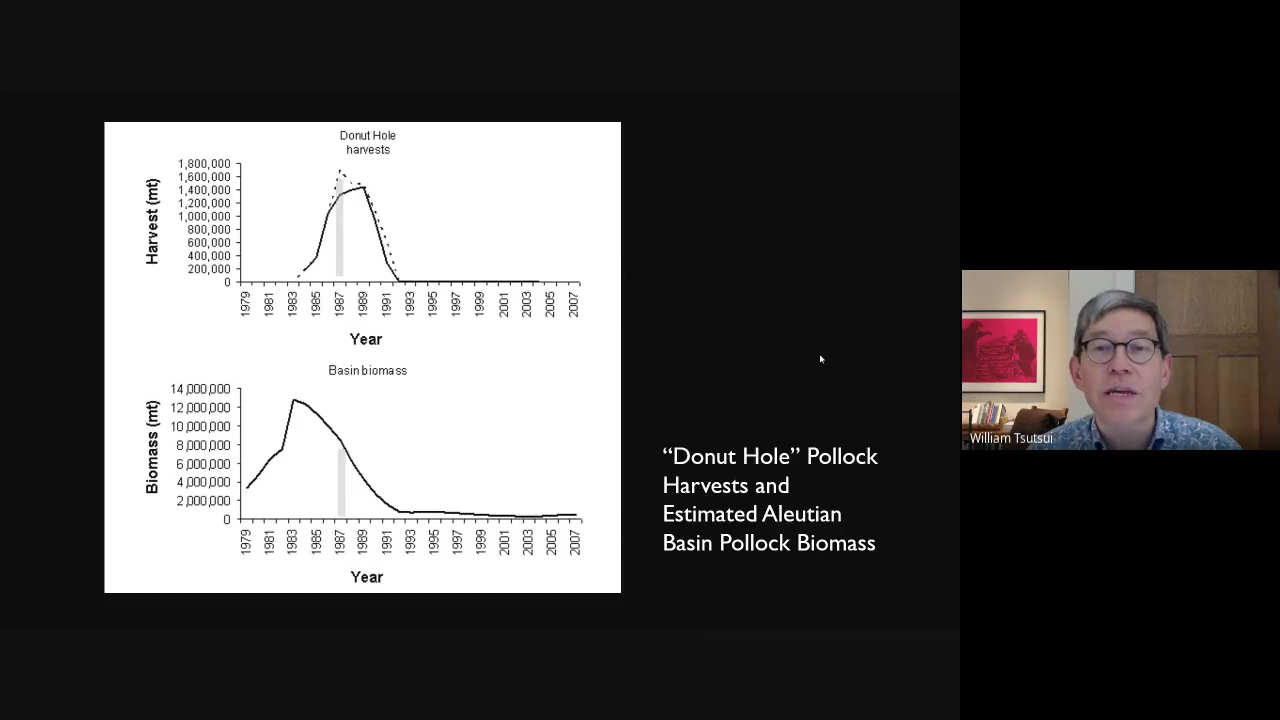 Donut Hole
harvests
Harvest (mt)
1,800,000
1,600,000
1,400,000
1,200,000
1,000,000
800,000
600,000
400,000
200,000
0
1979 1981 1983 1985 1987 1989 1991 1993 1995 1997 1999 2001 2003 2005 2007
Year
Basin biomass
Biomass (mt)
14,000,000
12,000,000
10,000,000
8,000,000
6,000,000
4,000,000
2,000,000
0
1979 1981 1983 1985 1987 1989 1991 1993 1995 1997 1999 2001 2003 2005 2007
Year
“Donut Hole” Pollock
Harvests and
Estimated Aleutian
Basin Pollock Biomass
William Tsutsui